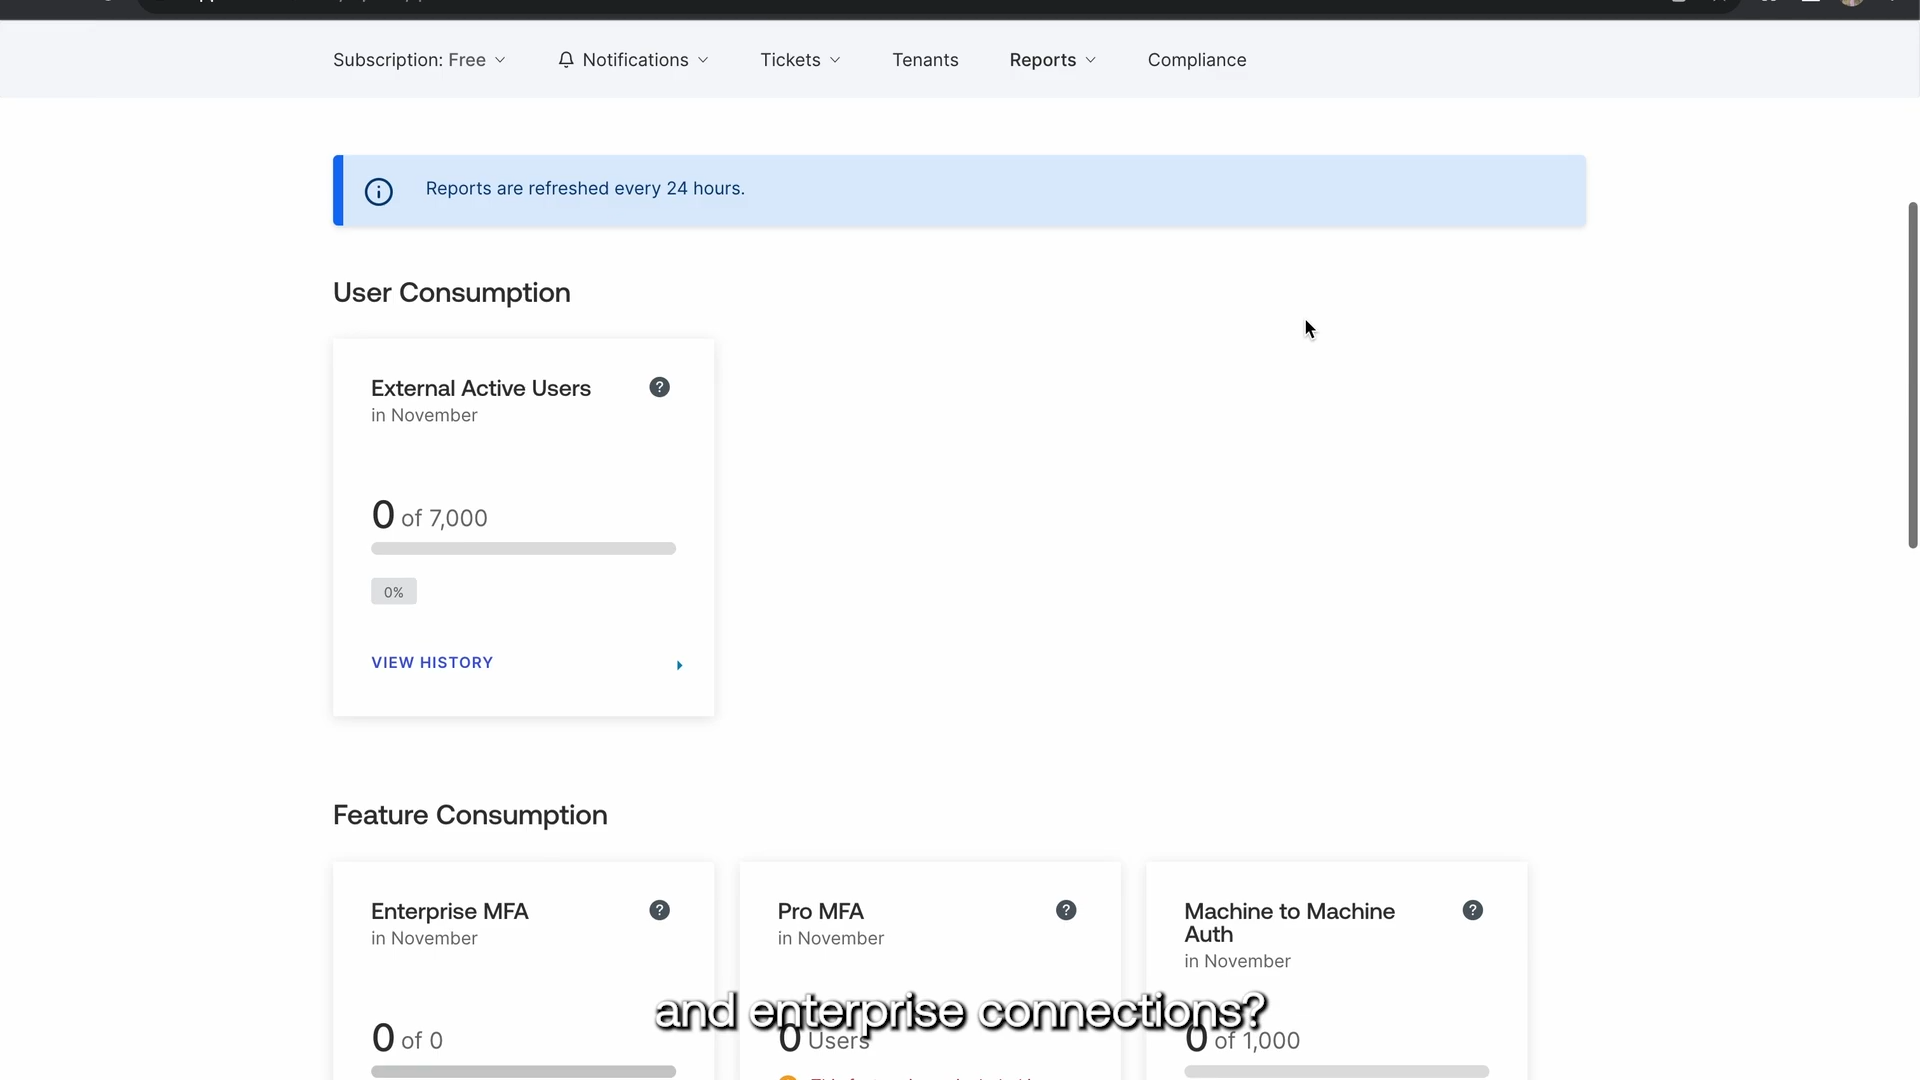 Subscription: Free
Notifications
Tickets
Tenants
Reports
Compliance
Reports are refreshed every 24 hours.
User Consumption
External Active Users
in November
0 of 7,000
0%
VIEW HISTORY
Feature Consumption
Enterprise MFA
in November
0 of 0
Pro MFA
in November
0 Users
Machine to Machine
Auth
in November
0 of 1,000
and enterprise connections?